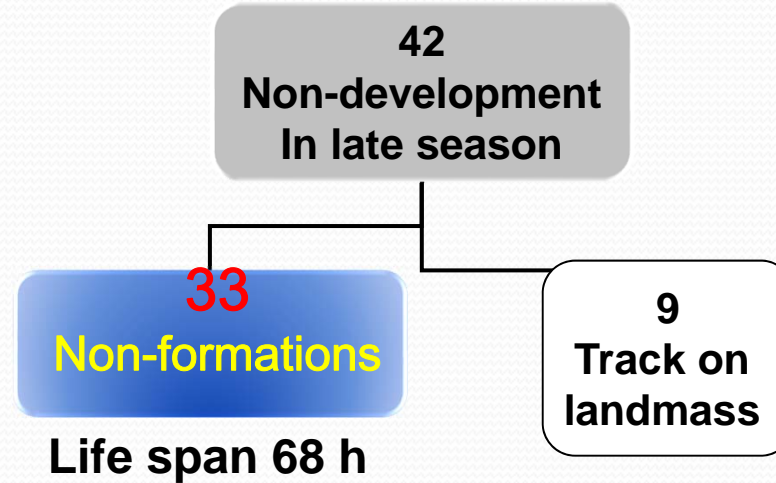 42
Non-development
In late season
33
Non-formations
9
Track on
landmass
Life span 68 h